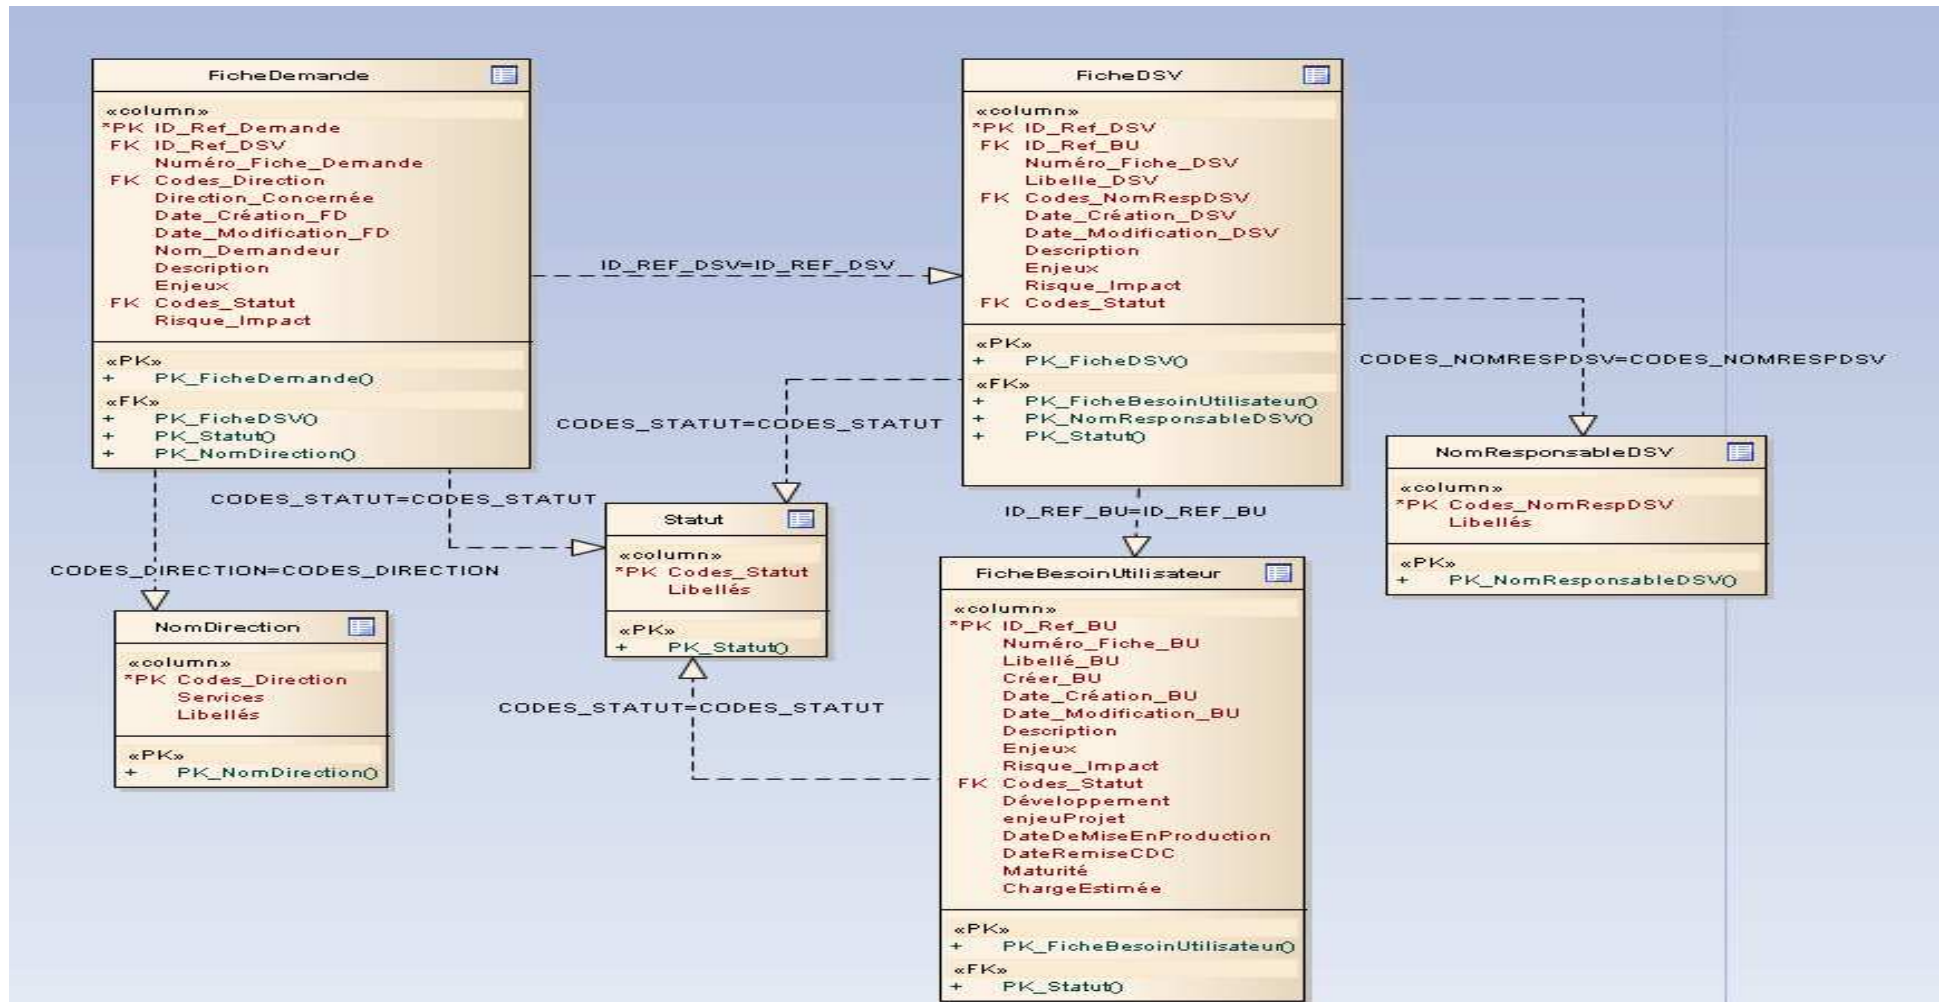 FicheDemande
«column»
*PK ID_Ref_Demande
FK ID_Ref_DSV
Numéro_Fiche_Demande
FK Codes_Direction
Direction_Concernée
Date_Création_FD
Date_Modification_FD
Nom_Demandeur
Description
Enjeux
FK Codes_Statut
Risque_Impact
«PK»
+ PK_FicheDemande()
«FK»
+ PK_FicheDSV()
+ PK_Statut()
+ PK_NomDirection()
ID_REF_DSV=ID_REF_DSV
FicheDSV
«column»
*PK ID_Ref_DSV
FK ID_Ref_BU
Numéro_Fiche_DSV
Libelle_DSV
FK Codes_NomRespDSV
Date_Création_DSV
Date_Modification_DSV
Description
Enjeux
Risque_Impact
FK Codes_Statut
«PK»
+ PK_FicheDSV()
«FK»
+ PK_FicheBesoinUtilisateur()
+ PK_NomResponsableDSV()
+ PK_Statut()
CODES_NOMRESPDSV=CODES_NOMRESPDSV
NomResponsableDSV
«column»
*PK Codes_NomRespDSV
Libellés
«PK»
+ PK_NomResponsableDSV()
CODES_STATUT=CODES_STATUT
CODES_STATUT=CODES_STATUT
ID_REF_BU=ID_REF_BU
CODES_DIRECTION=CODES_DIRECTION
Statut
«column»
*PK Codes_Statut
Libellés
«PK»
+ PK_Statut()
NomDirection
«column»
*PK Codes_Direction
Services
Libellés
«PK»
+ PK_NomDirection()
CODES_STATUT=CODES_STATUT
FicheBesoinUtilisateur
«column»
*PK ID_Ref_BU
Numéro_Fiche_BU
Libellé_BU
Créer_BU
Date_Création_BU
Date_Modification_BU
Description
Enjeux
Risque_Impact
FK Codes_Statut
Développement
enjeuProjet
DateDeMiseEnProduction
DateRemiseCDC
Maturité
ChargeEstimée
«PK»
+ PK_FicheBesoinUtilisateur()
«FK»
+ PK_Statut()